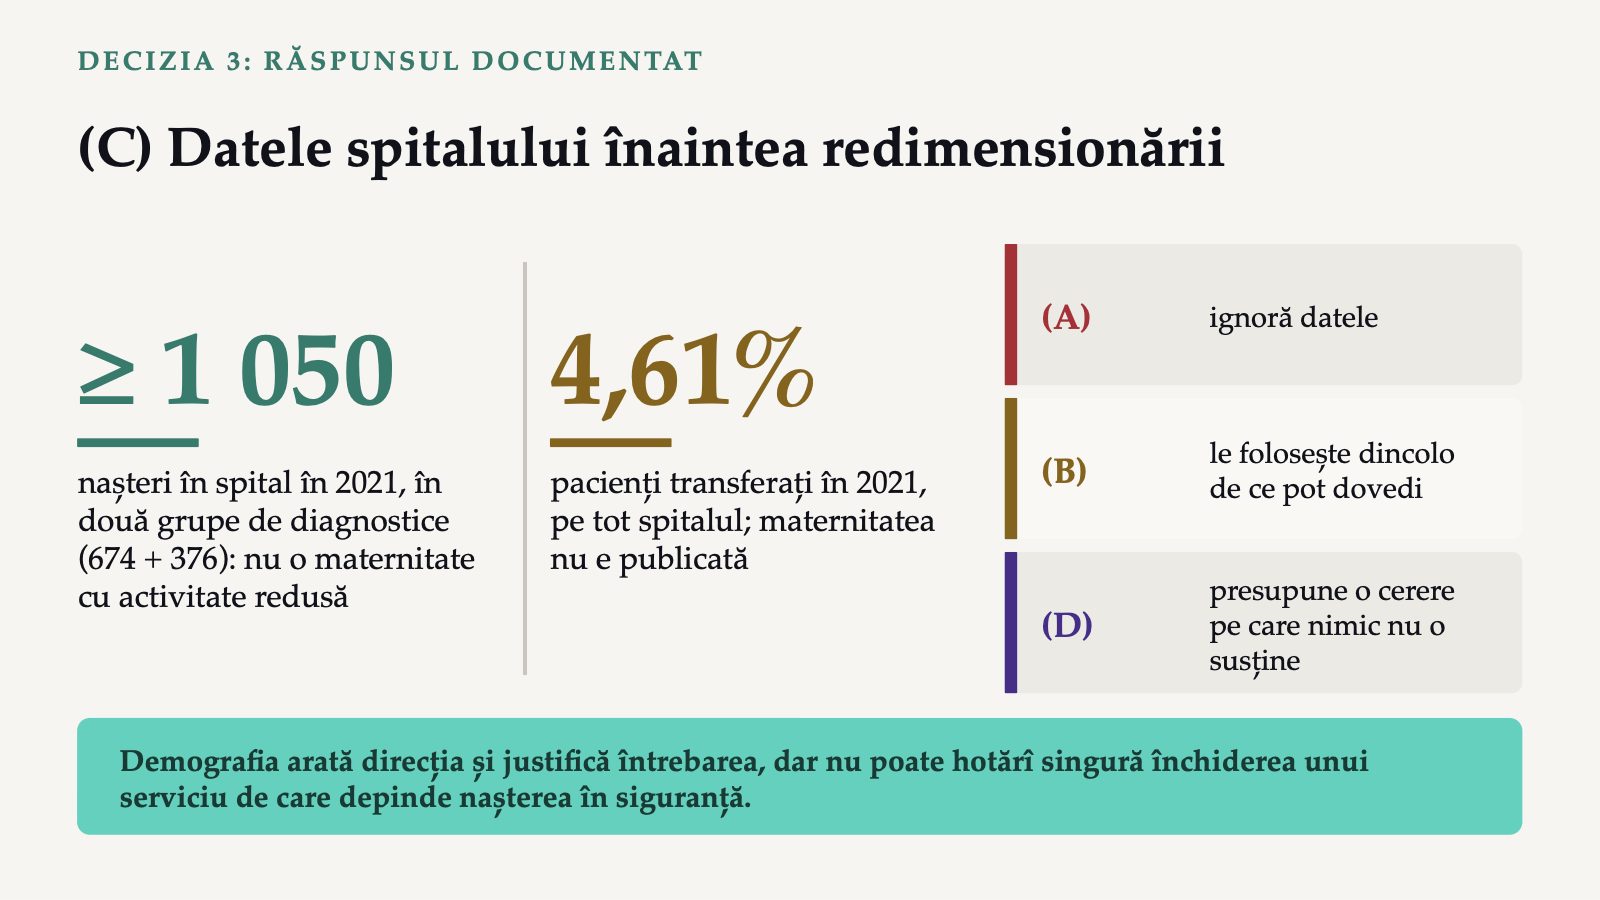 DECIZIA 3: RĂSPUNSUL DOCUMENTAT
(C) Datele spitalului înaintea redimensionării
≥ 1 050
nașteri în spital în 2021, în
două grupe de diagnostice
(674 + 376): nu o maternitate
cu activitate redusă
4,61%
pacienți transferați în 2021,
pe tot spitalul; maternitatea
nu e publicată
(A)
ignoră datele
(B)
le folosește dincolo
de ce pot dovedi
(D)
presupune o cerere
pe care nimic nu o
susține
Demografia arată direcția și justifică întrebarea, dar nu poate hotărî singură închiderea unui
serviciu de care depinde nașterea în siguranță.